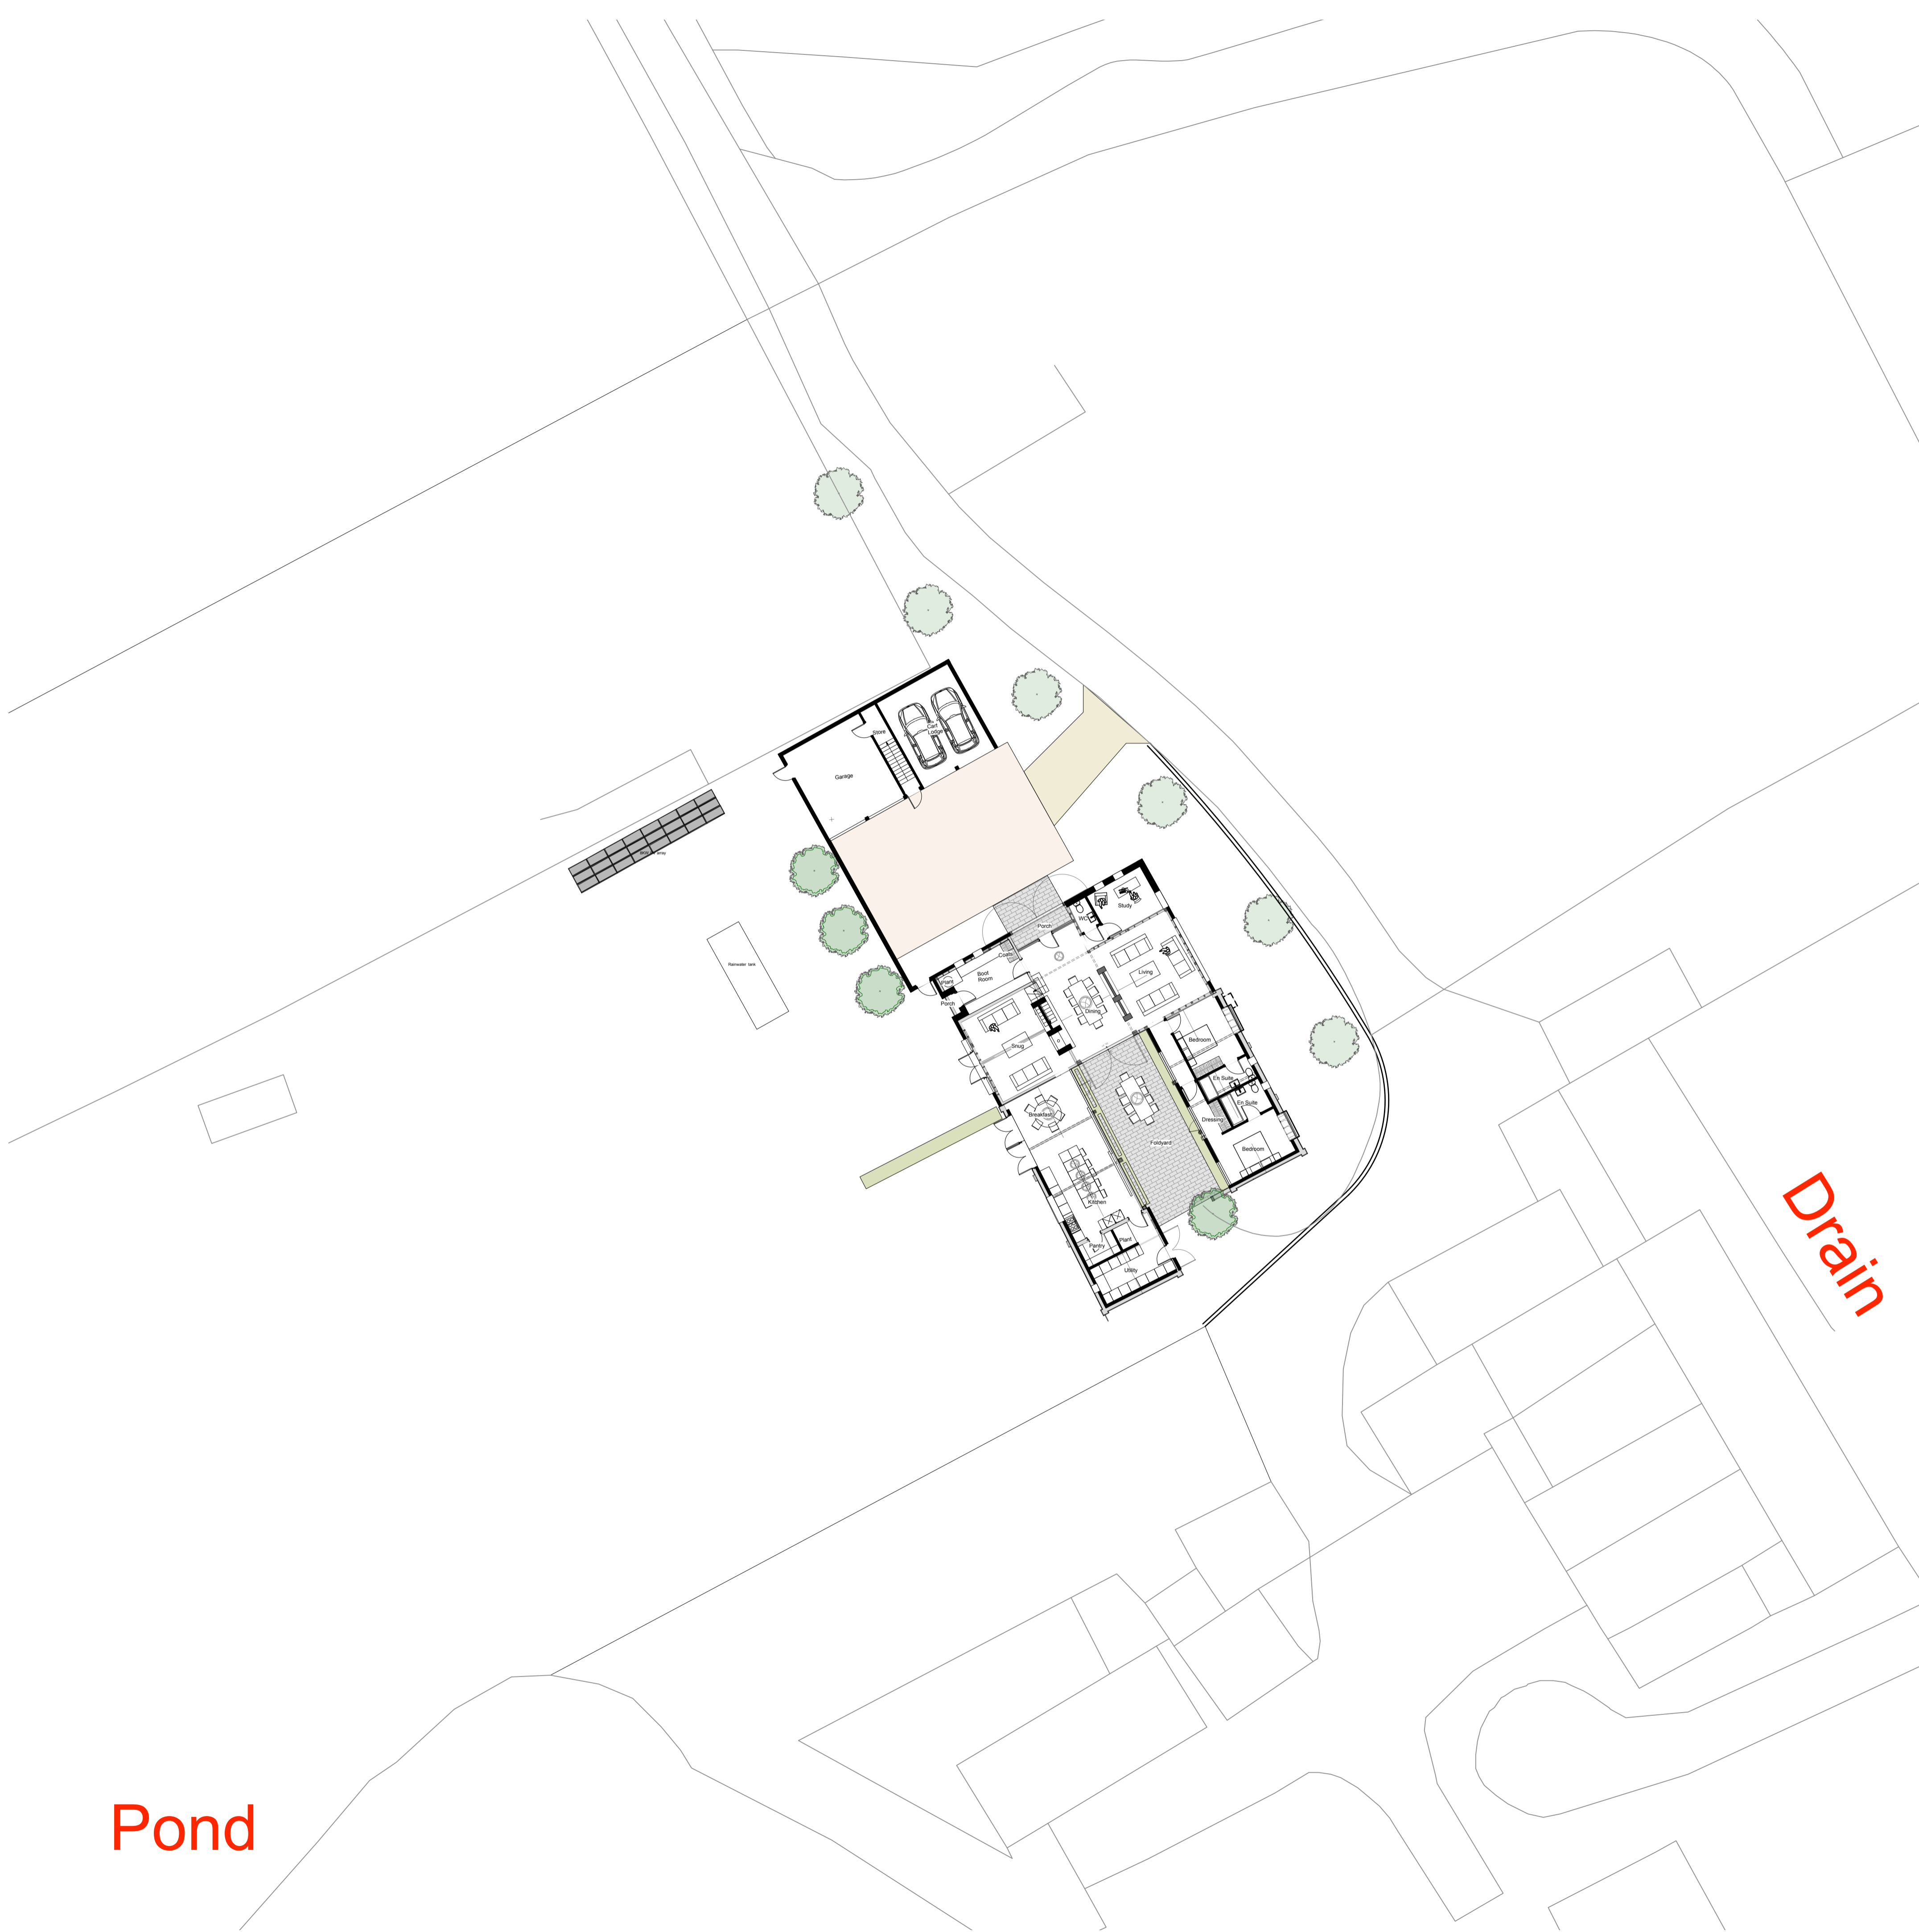 Store
Cart
Lodge
Garage
array
WC
Study
Porch
Coats
Boot
Room
Living
Rainwater tank
Plant
Porch
Dining
Snug
Bedroom
En Suite
En Suite
Breakfast
Dressing
Foldyard
Bedroom
Kitchen
Pantry
Plant
Utility
Drain
Pond